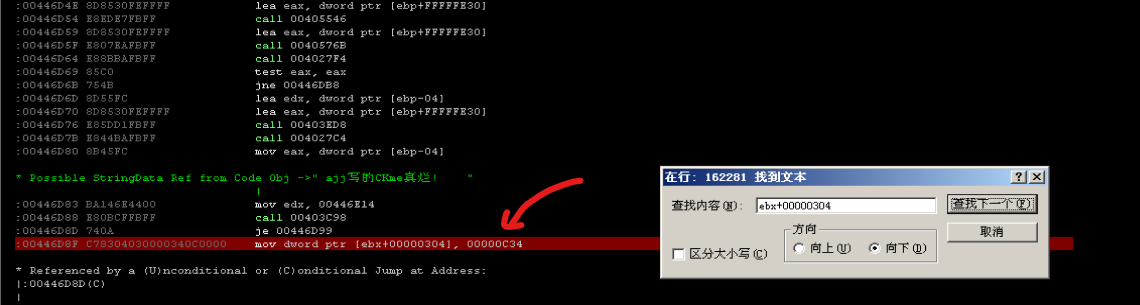 :00446D4E 8D8530FEFFFF lea eax, dword ptr [ebp+FFFFFE30]
:00446D54 E8EDE7FBFF call 00405546
:00446D59 8D8530FEFFFF lea eax, dword ptr [ebp+FFFFFE30]
:00446D5F E807EAFBFF call 0040576B
:00446D64 E88BBAFBFF call 004027F4
:00446D69 85C0 test eax, eax
:00446D6B 754B jne 00446DB8
:00446D6D 8D55FC lea edx, dword ptr [ebp-04]
:00446D70 8D8530FEFFFF lea eax, dword ptr [ebp+FFFFFE30]
:00446D76 E85DD1FBFF call 00403ED8
:00446D7B E844BAFBFF call 004027C4
:00446D80 8B45FC mov eax, dword ptr [ebp-04]
* Possible StringData Ref from Code Obj ->" ajj写的CKme真烂! "
|
:00446D83 BA146E4400 mov edx, 00446E14
:00446D88 E80BCFFBFF call 00403C98
:00446D8D 740A je 00446D99
:00446D8F C78304030000340C0000 mov dword ptr [ebx+00000304], 00000C34
* Referenced by a (U)nconditional or (C)onditional Jump at Address:
|:00446D8D(C)
|
在行: 162281 找到文本
查找内容(N): ebx+00000304 查找下一个(F)
方向 取消
区分大小写(C) 向上(U) 向下(D)